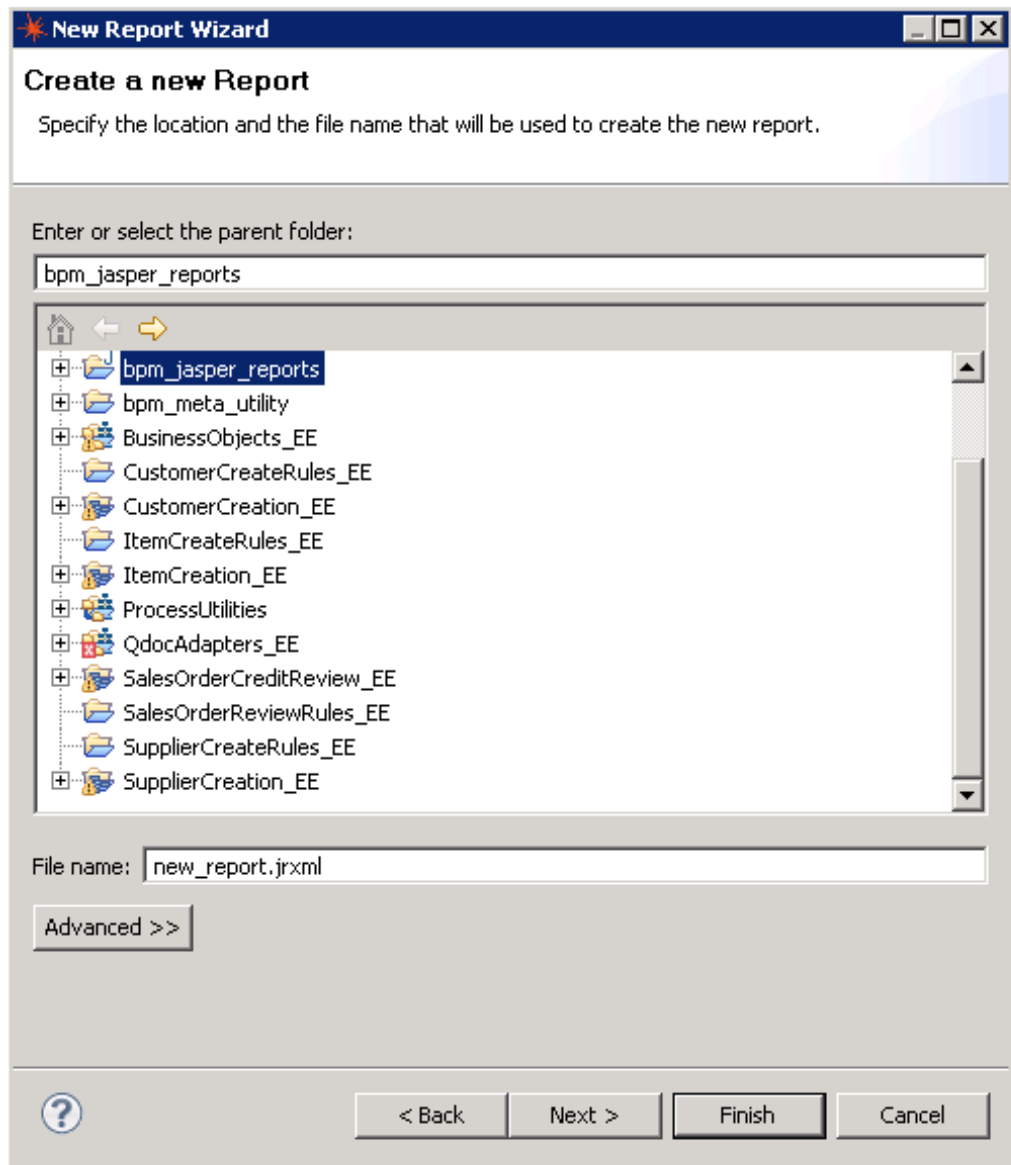 New Report Wizard
Create a new Report
Specify the location and the file name that will be used to create the new report.
Enter or select the parent folder:
bpm_jasper_reports
bpm_jasper_reports
bpm_meta_utility
BusinessObjects_EE
CustomerCreateRules_EE
CustomerCreation_EE
ItemCreateRules_EE
ItemCreation_EE
ProcessUtilities
QdocAdapters_EE
SalesOrderCreditReview_EE
SalesOrderReviewRules_EE
SupplierCreateRules_EE
SupplierCreation_EE
File name: new_report.jrxml
Advanced >>
? < Back Next > Finish Cancel